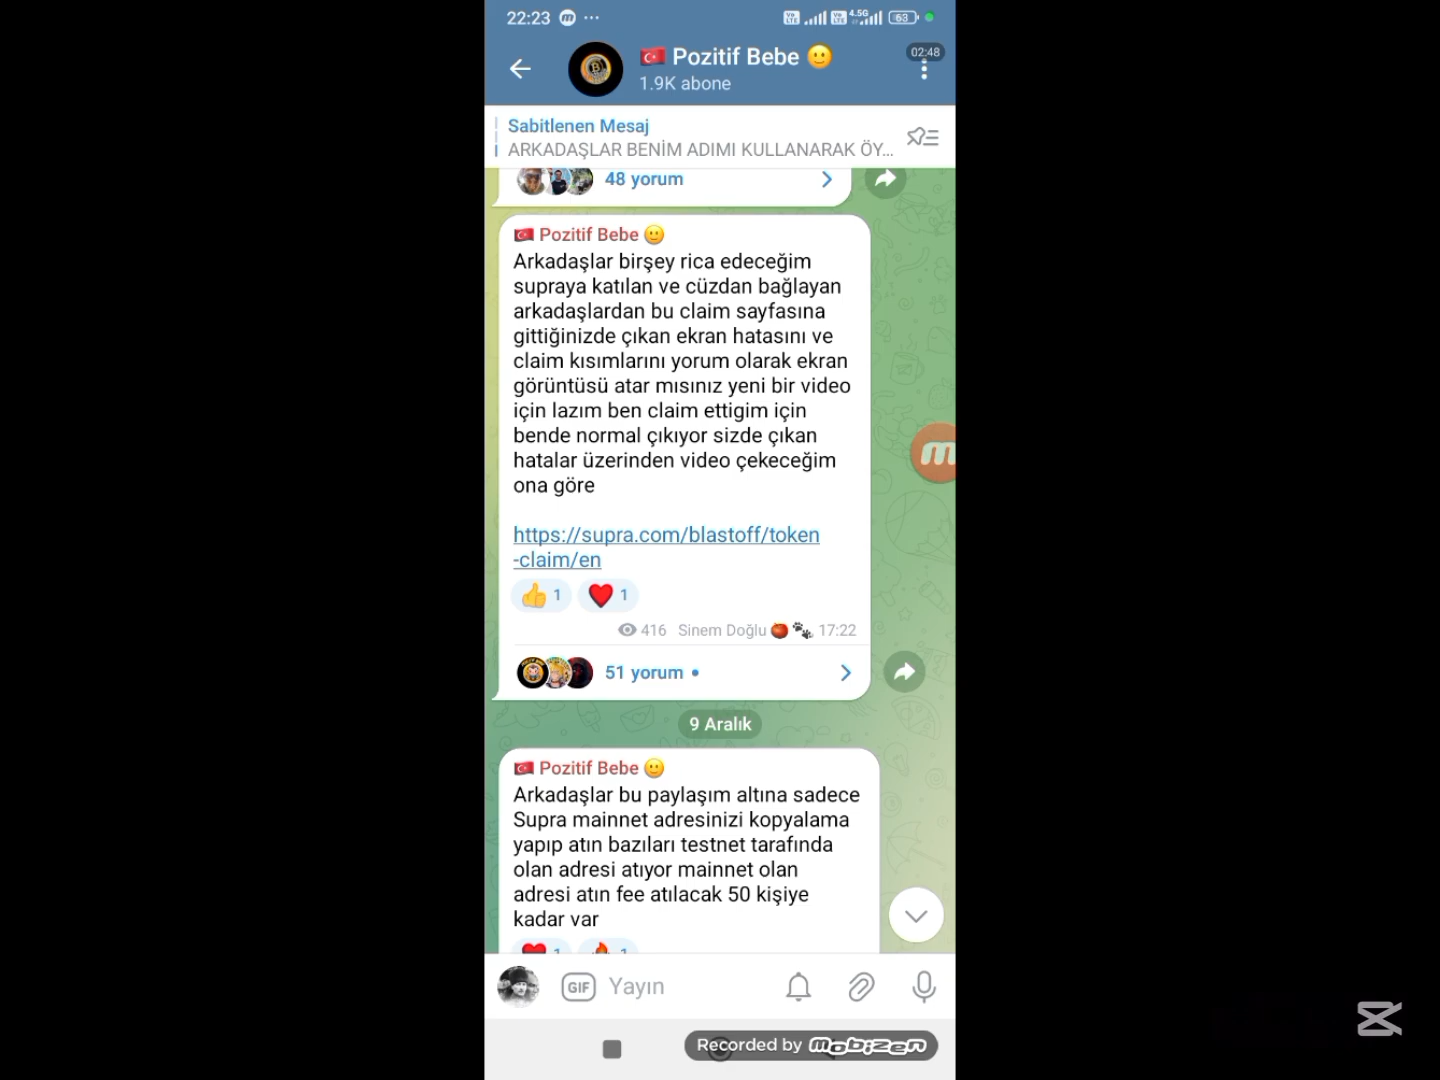 22:23
4.5G
63
Pozitif Bebe
1.9K abone
02:48
Sabitlenen Mesaj
ARKADAŞLAR BENİM ADIMI KULLANARAK ÖY...
48 yorum
Pozitif Bebe
Arkadaşlar birşey rica edeceğim
supraya katılan ve cüzdan bağlayan
arkadaşlardan bu claim sayfasına
gittiğinizde çıkan ekran hatasını ve
claim kısımlarını yorum olarak ekran
görüntüsü atar mısınız yeni bir video
için lazım ben claim ettigim için
bende normal çıkıyor sizde çıkan
hatalar üzerinden video çekeceğim
ona göre
https://supra.com/blastoff/token
-claim/en
1 1
416 Sinem Doğlu 17:22
51 yorum
9 Aralık
Pozitif Bebe
Arkadaşlar bu paylaşım altına sadece
Supra mainnet adresinizi kopyalama
yapıp atın bazıları testnet tarafında
olan adresi atıyor mainnet olan
adresi atın fee atılacak 50 kişiye
kadar var
1 1
GIF Yayın
Recorded by mobizen